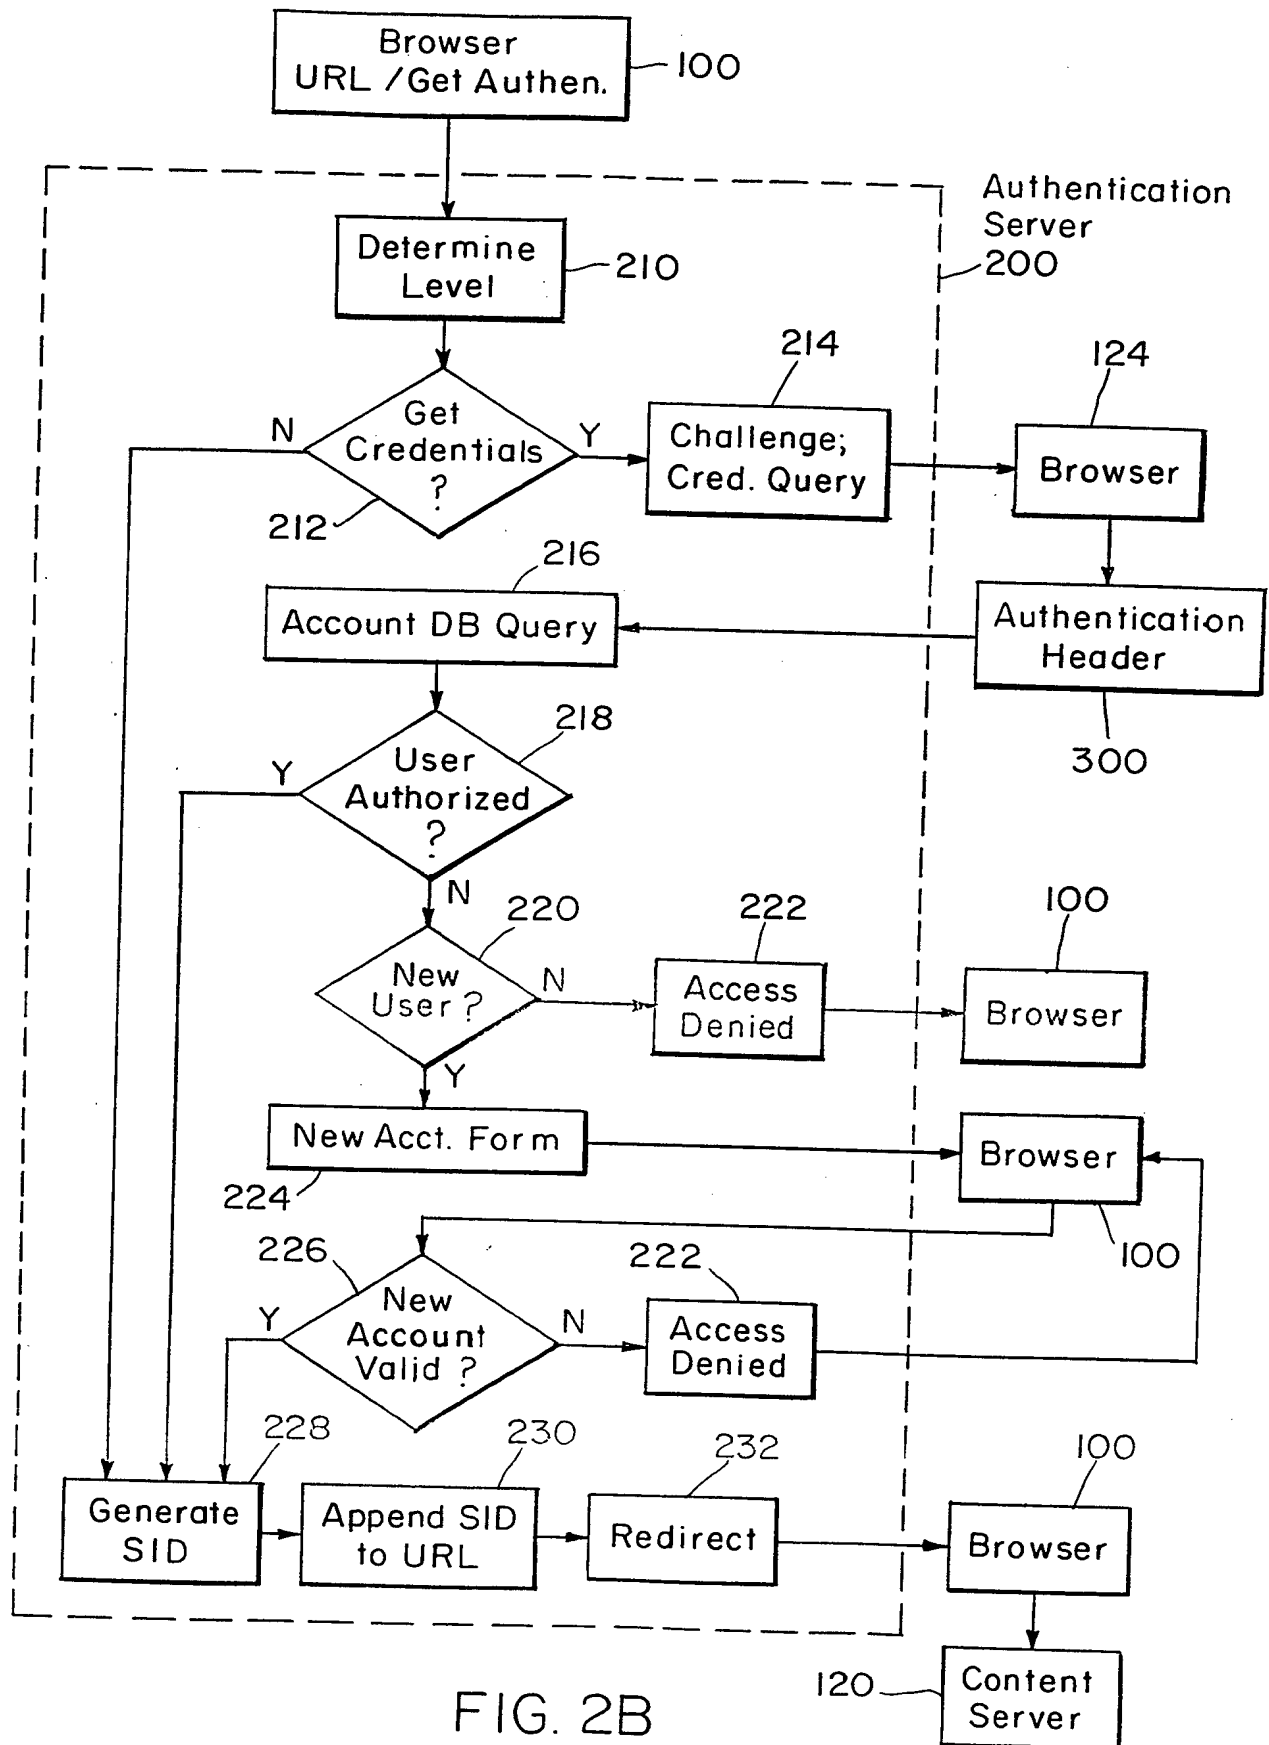 Browser
URL /Get Authen.
100
Authentication
Server
200
Determine
Level
210
214
124
Get
Credentials
?
N
Y
212
Challenge;
Cred. Query
Browser
216
Account DB Query
Authentication
Header
300
218
User
Authorized
?
Y
N
220
222
100
New
User ?
N
Y
Access
Denied
Browser
New Acct. Form
224
Browser
100
226
222
New
Account
Valid ?
Y
N
Access
Denied
228
230
232
100
Generate
SID
Append SID
to URL
Redirect
Browser
120
Content
Server
FIG. 2B